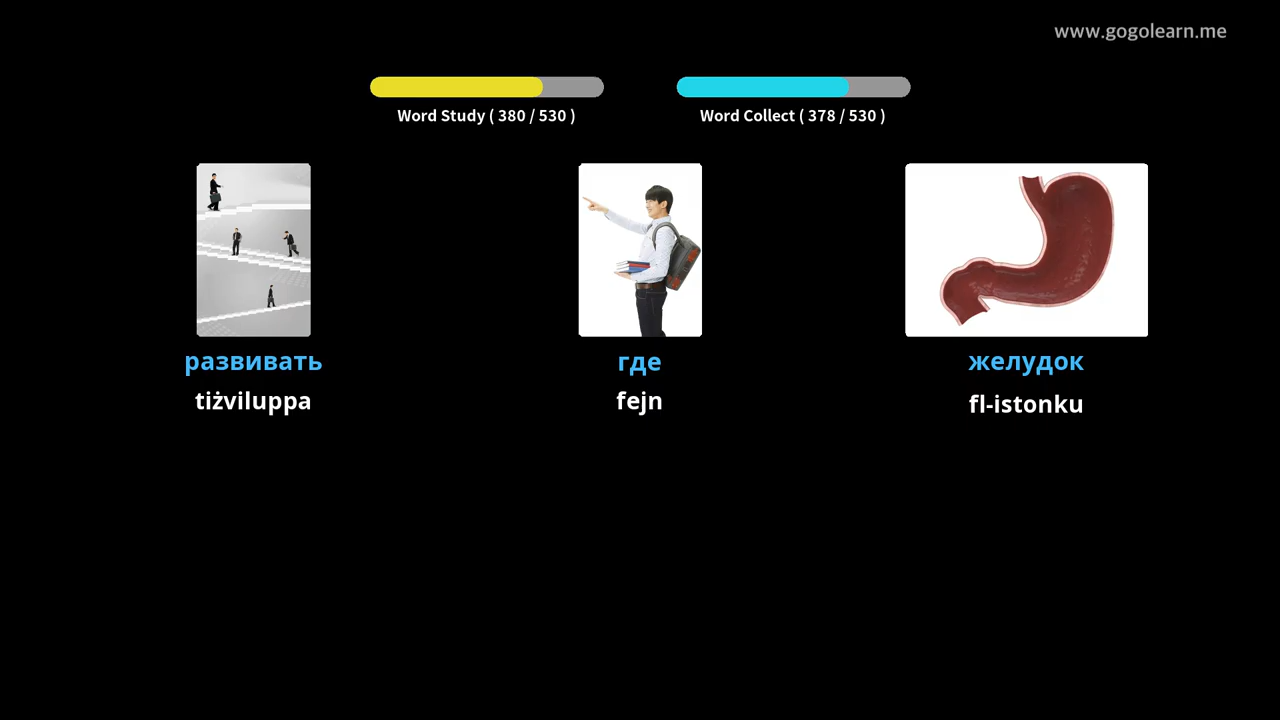 www.gogolearn.me
Word Study ( 380 / 530 )
Word Collect ( 378 / 530 )
развивать
где
желудок
tiżviluppa
fejn
fl-istonku